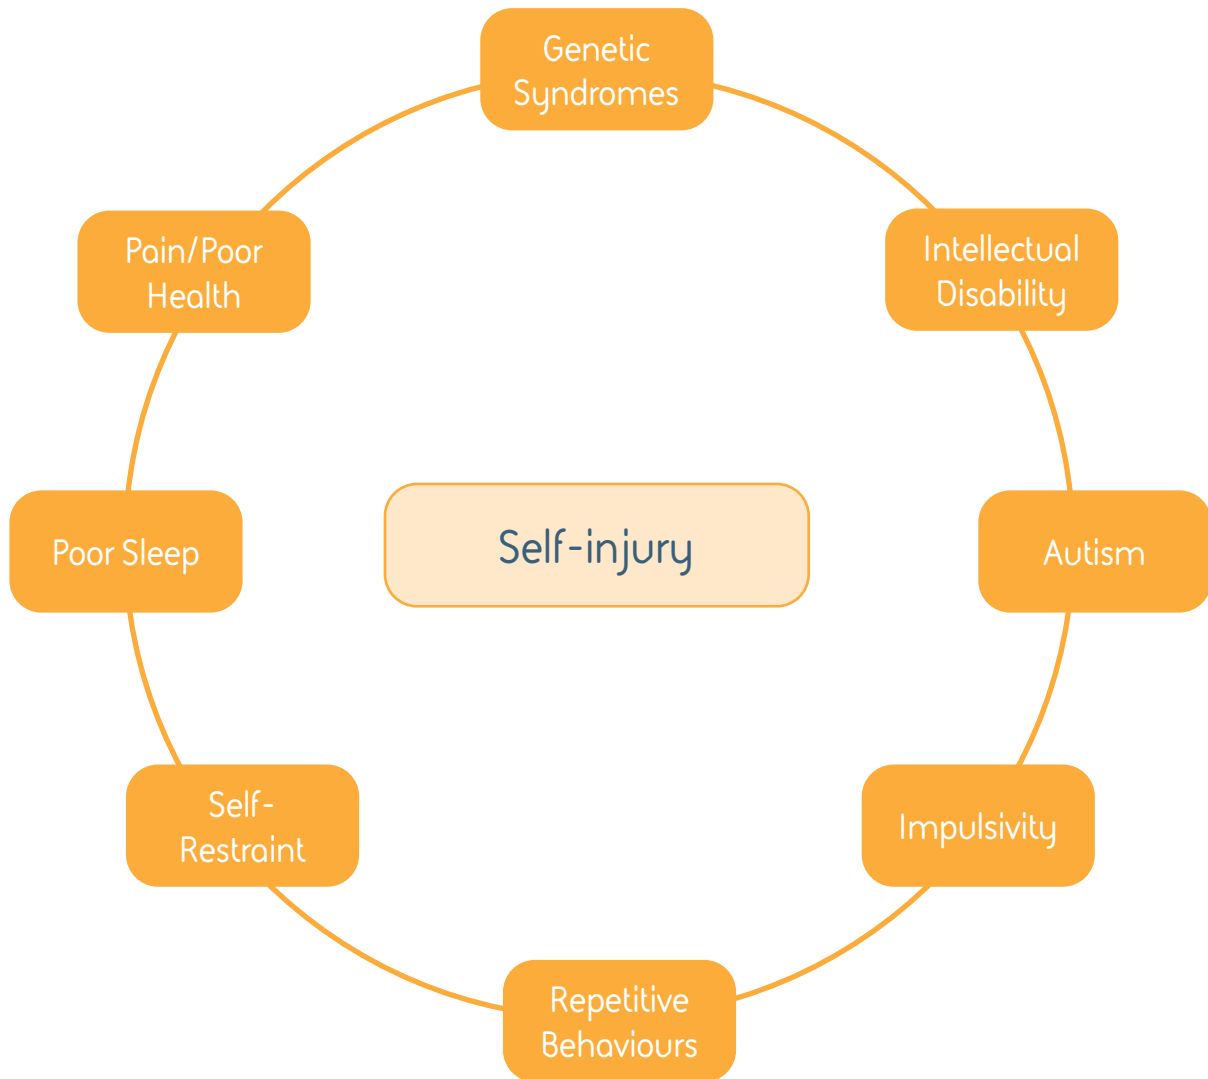 Genetic
Syndromes
Intellectual
Disability
Autism
Impulsivity
Repetitive
Behaviours
Self-
Restraint
Poor Sleep
Pain/Poor
Health
Self-injury